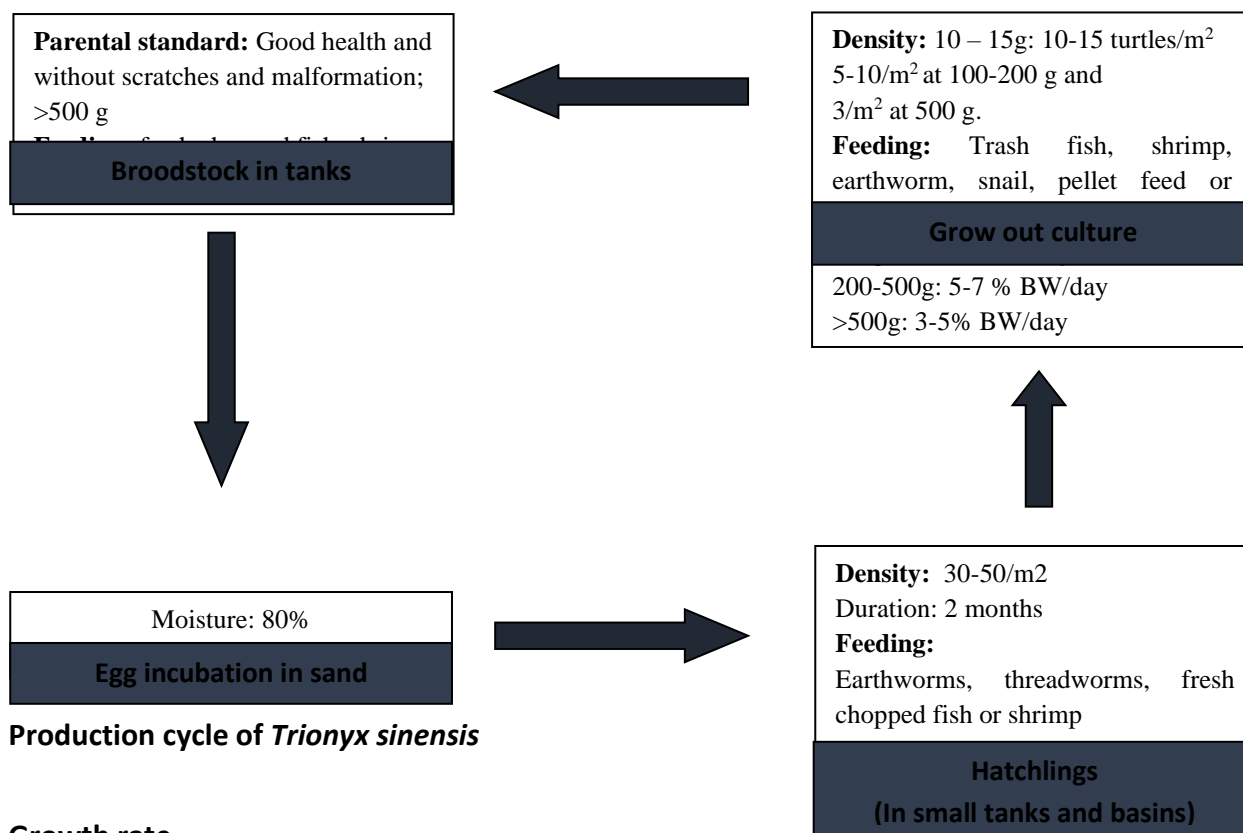 Parental standard: Good health and
without scratches and malformation;
>500 g
Broodstock in tanks
Density: 10 – 15g: 10-15 turtles/m²
5-10/m² at 100-200 g and
3/m² at 500 g.
Feeding: Trash fish, shrimp,
earthworm, snail, pellet feed or
Grow out culture
200-500g: 5-7 % BW/day
>500g: 3-5% BW/day
Moisture: 80%
Egg incubation in sand
Density: 30-50/m2
Duration: 2 months
Feeding:
Earthworms, threadworms, fresh
chopped fish or shrimp
Hatchlings
(In small tanks and basins)
Production cycle of Trionyx sinensis
Growth rate